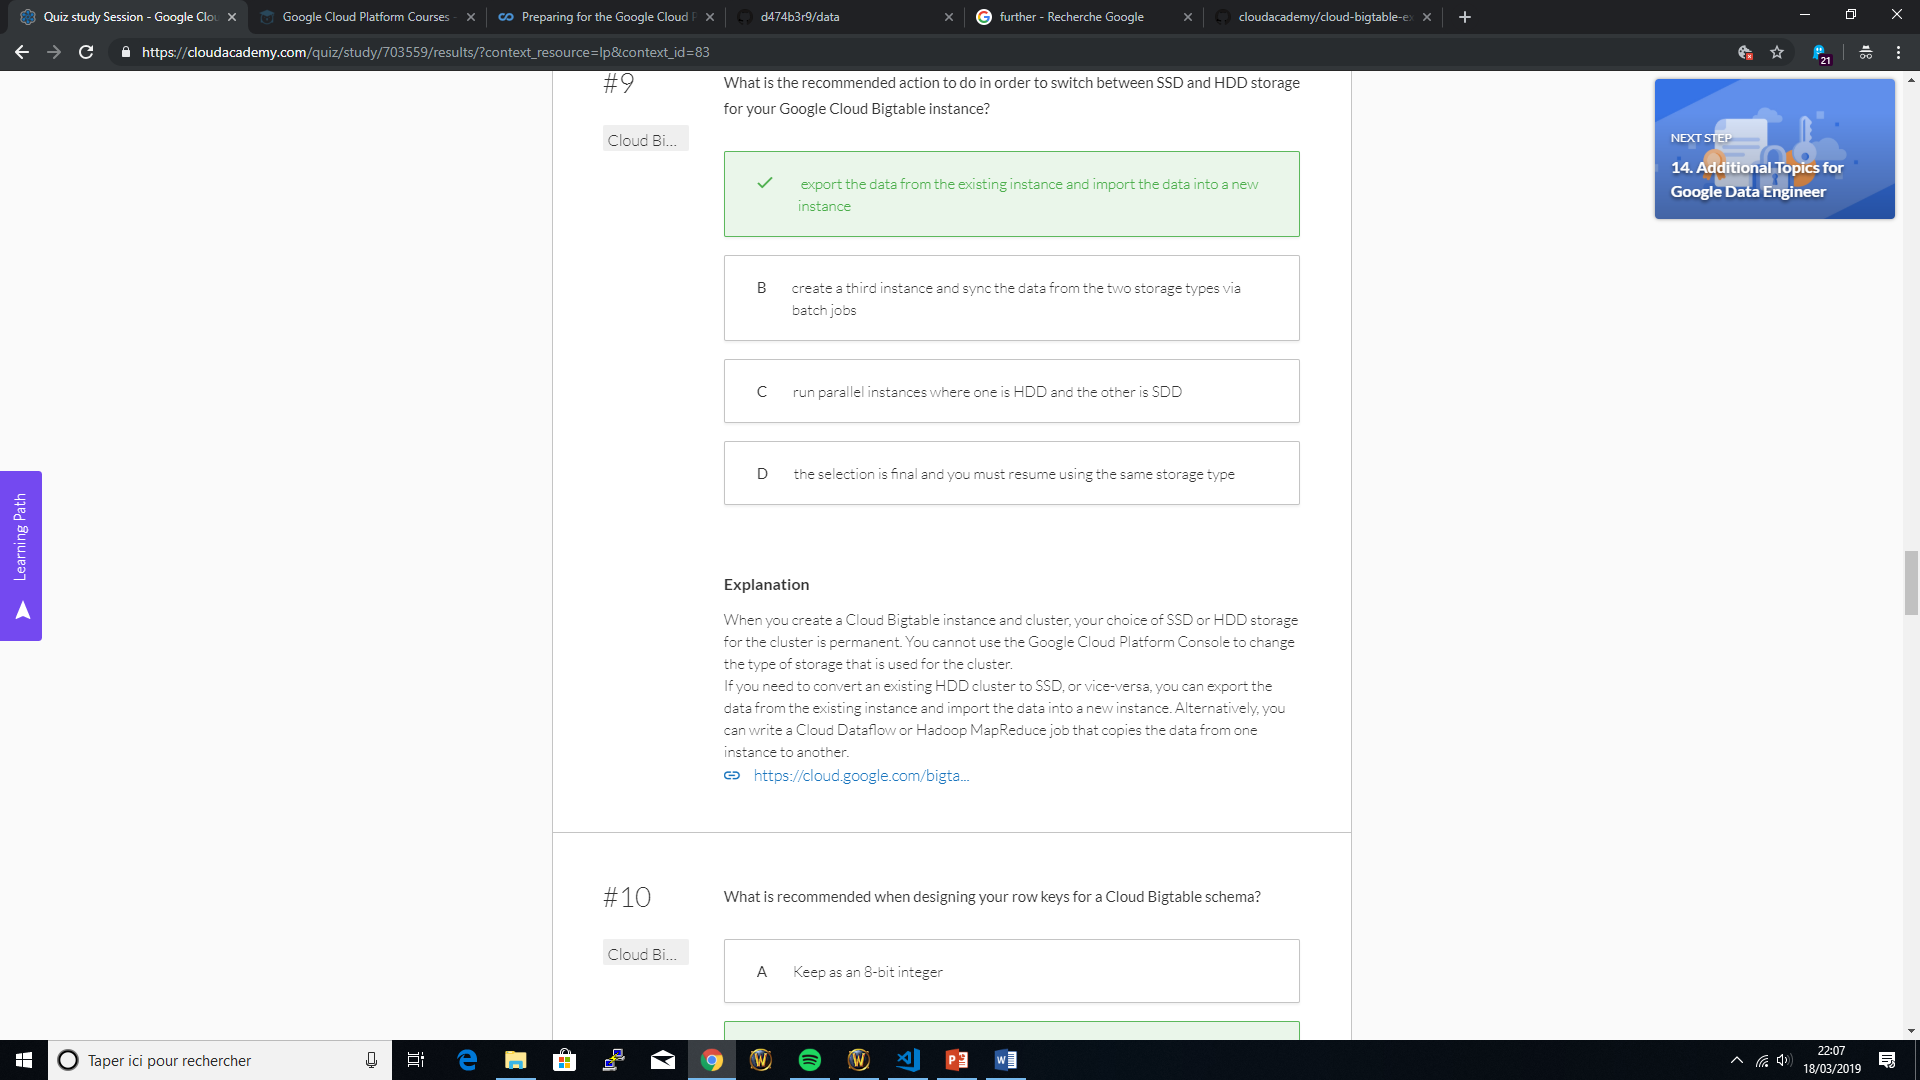 Quiz study Session - Google Clou
Google Cloud Platform Courses -
Preparing for the Google Cloud P
d474b3r9/data
further - Recherche Google
cloudacademy/cloud-bigtable-ex
https://cloudacademy.com/quiz/study/703559/results/?context_resource=lp&context_id=83
21
#9
What is the recommended action to do in order to switch between SSD and HDD storage
for your Google Cloud Bigtable instance?
Cloud Bi...
export the data from the existing instance and import the data into a new
instance
B create a third instance and sync the data from the two storage types via
batch jobs
C run parallel instances where one is HDD and the other is SDD
D the selection is final and you must resume using the same storage type
NEXT STEP
14. Additional Topics for
Google Data Engineer
Learning Path
Explanation
When you create a Cloud Bigtable instance and cluster, your choice of SSD or HDD storage
for the cluster is permanent. You cannot use the Google Cloud Platform Console to change
the type of storage that is used for the cluster.
If you need to convert an existing HDD cluster to SSD, or vice-versa, you can export the
data from the existing instance and import the data into a new instance. Alternatively, you
can write a Cloud Dataflow or Hadoop MapReduce job that copies the data from one
instance to another.
https://cloud.google.com/bigta...
#10
What is recommended when designing your row keys for a Cloud Bigtable schema?
Cloud Bi...
A Keep as an 8-bit integer
Taper ici pour rechercher
22:07
18/03/2019